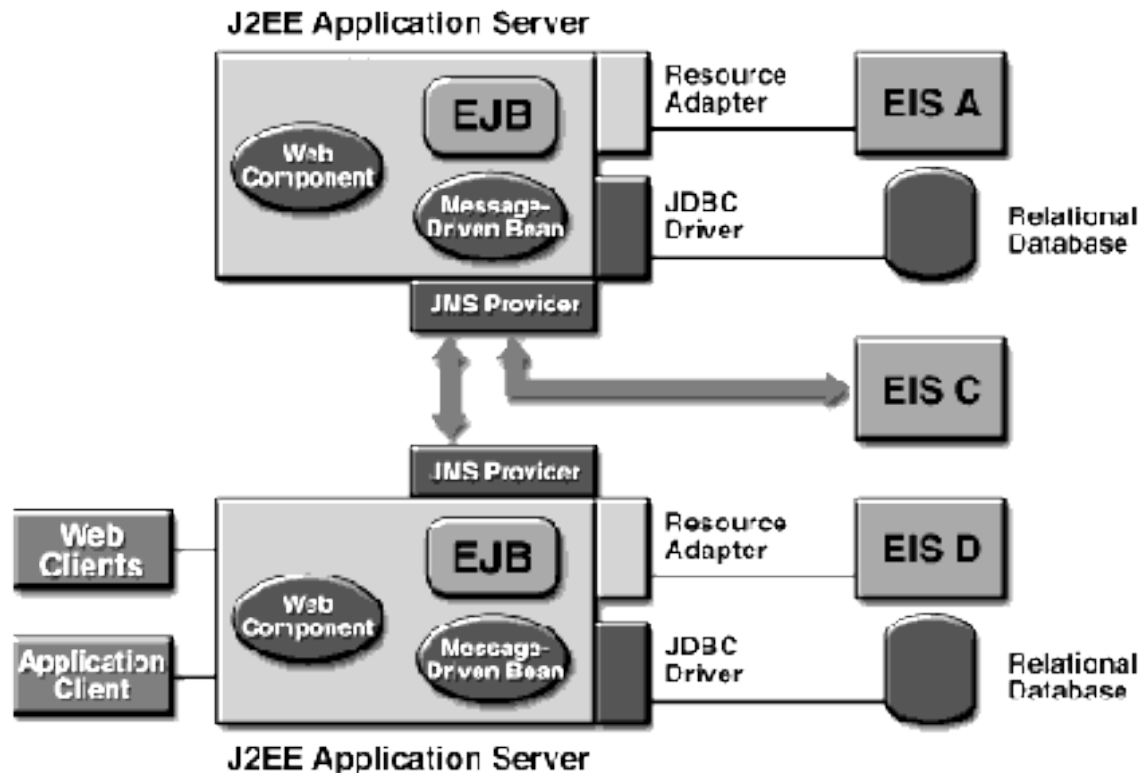 J2EE Application Server
EJB
Web
Component
Message-
Driven Bean
Resource
Adapter
EIS A
JDBC
Driver
Relational
Database
JMS Provider
EIS C
JMS Provider
Web
Clients
Application
Client
EJB
Web
Component
Message-
Driven Bean
Resource
Adapter
EIS D
JDBC
Driver
Relational
Database
J2EE Application Server